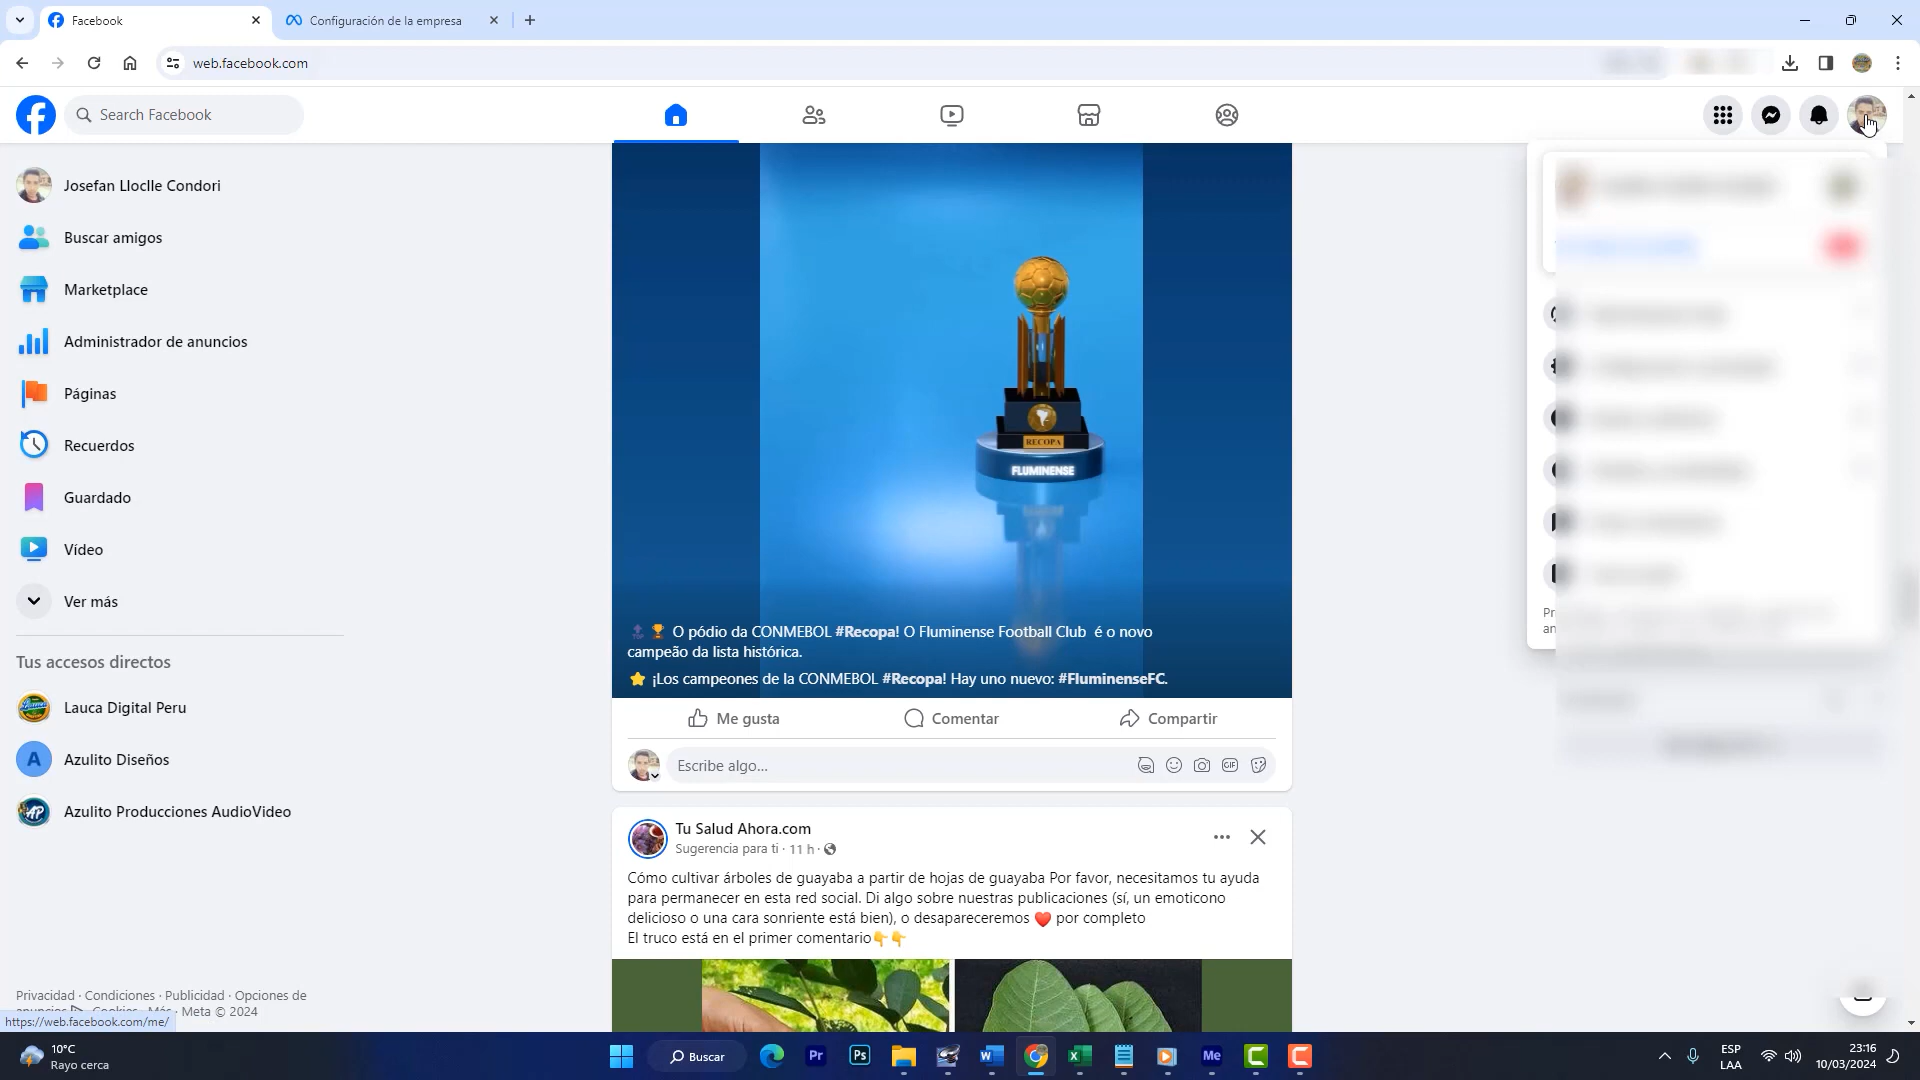 Facebook
Configuración de la empresa
web.facebook.com
Search Facebook
Josefan Lloclle Condori
Buscar amigos
Marketplace
Administrador de anuncios
Páginas
Recuerdos
Guardado
Vídeo
Ver más
Tus accesos directos
Lauca Digital Peru
A
Azulito Diseños
AP
Azulito Producciones AudioVideo
Privacidad · Condiciones · Publicidad · Opciones de
· Meta © 2024
https://web.facebook.com/me/
RECOPA
FLUMINENSE
O pódio da CONMEBOL #Recopa! O Fluminense Football Club é o novo
campeão da lista histórica.
¡Los campeones de la CONMEBOL #Recopa! Hay uno nuevo: #FluminenseFC.
Me gusta
Comentar
Compartir
Escribe algo...
GIF
Tu Salud Ahora.com
Sugerencia para ti · 11 h ·
Cómo cultivar árboles de guayaba a partir de hojas de guayaba Por favor, necesitamos tu ayuda
para permanecer en esta red social. Di algo sobre nuestras publicaciones (sí, un emoticono
delicioso o una cara sonriente está bien), o desapareceremos ❤️ por completo
El truco está en el primer comentario👇👇
10°C
Rayo cerca
Buscar
Pr
Ps
Me
ESP
LAA
23:16
10/03/2024